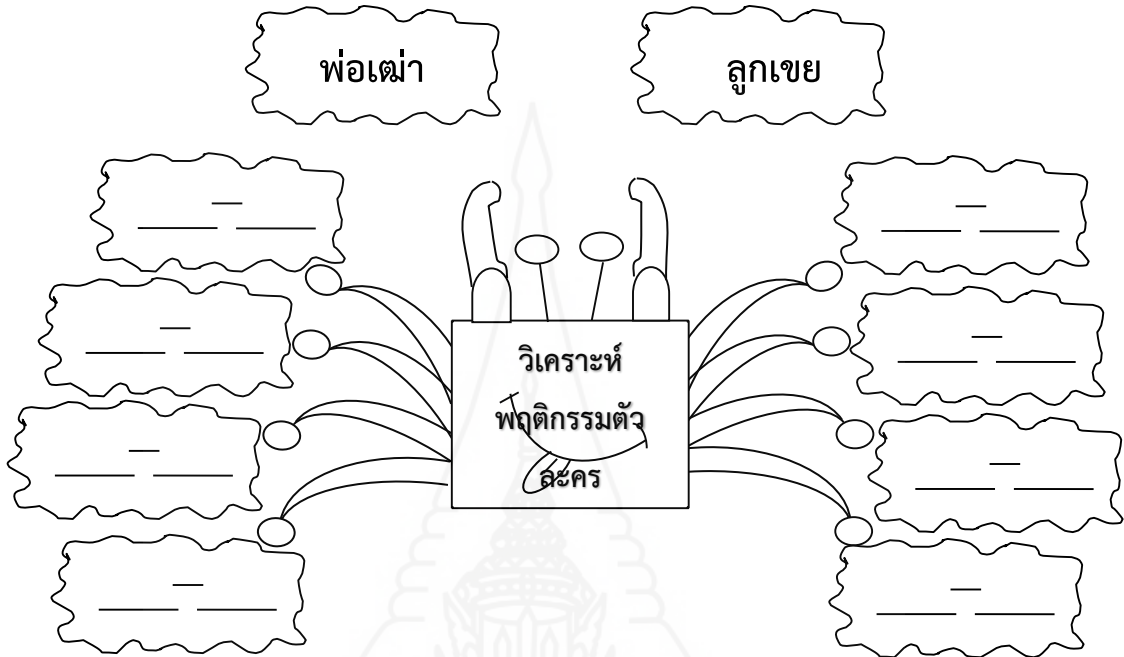 พ่อเฒ่า
ลูกเขย
วิเคราะห์
พฤติกรรมตัว
ละคร